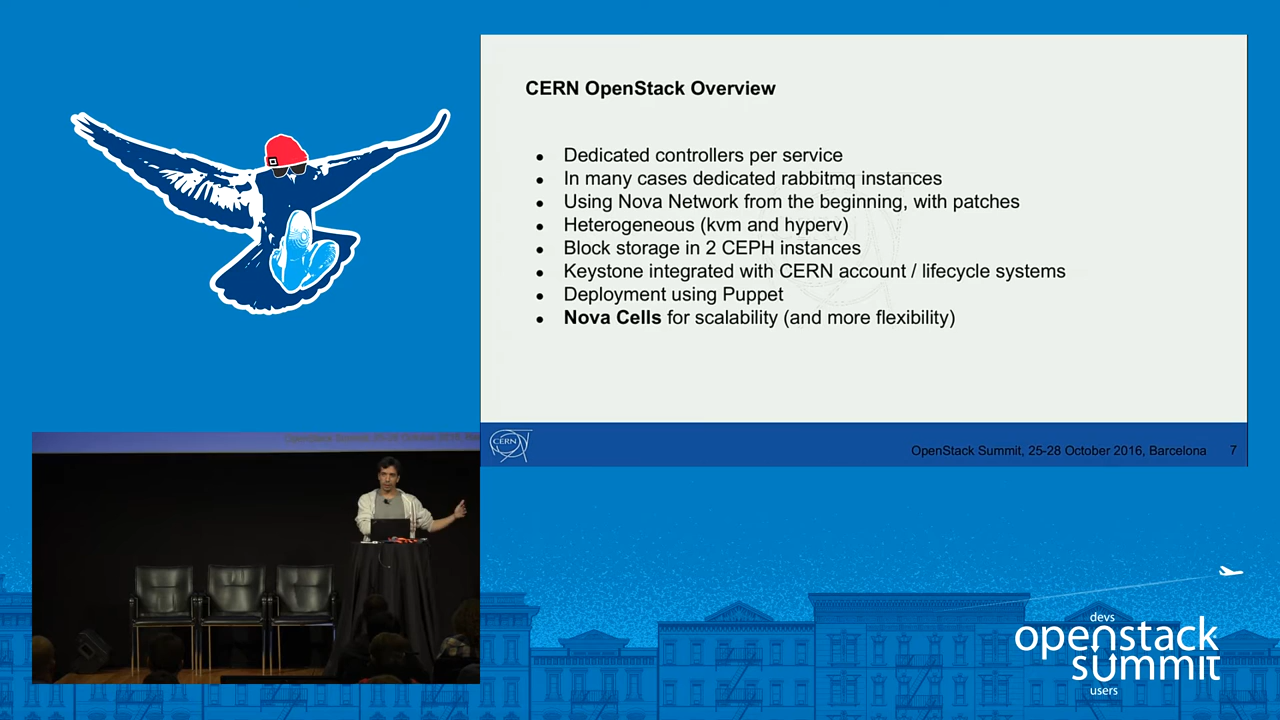 CERN OpenStack Overview
● Dedicated controllers per service
● In many cases dedicated rabbitmq instances
● Using Nova Network from the beginning, with patches
● Heterogeneous (kvm and hyperv)
● Block storage in 2 CEPH instances
● Keystone integrated with CERN account / lifecycle systems
● Deployment using Puppet
● Nova Cells for scalability (and more flexibility)
CERN
OpenStack Summit, 25-28 October 2016, Barcelona 7
devs
openstack
summit
users